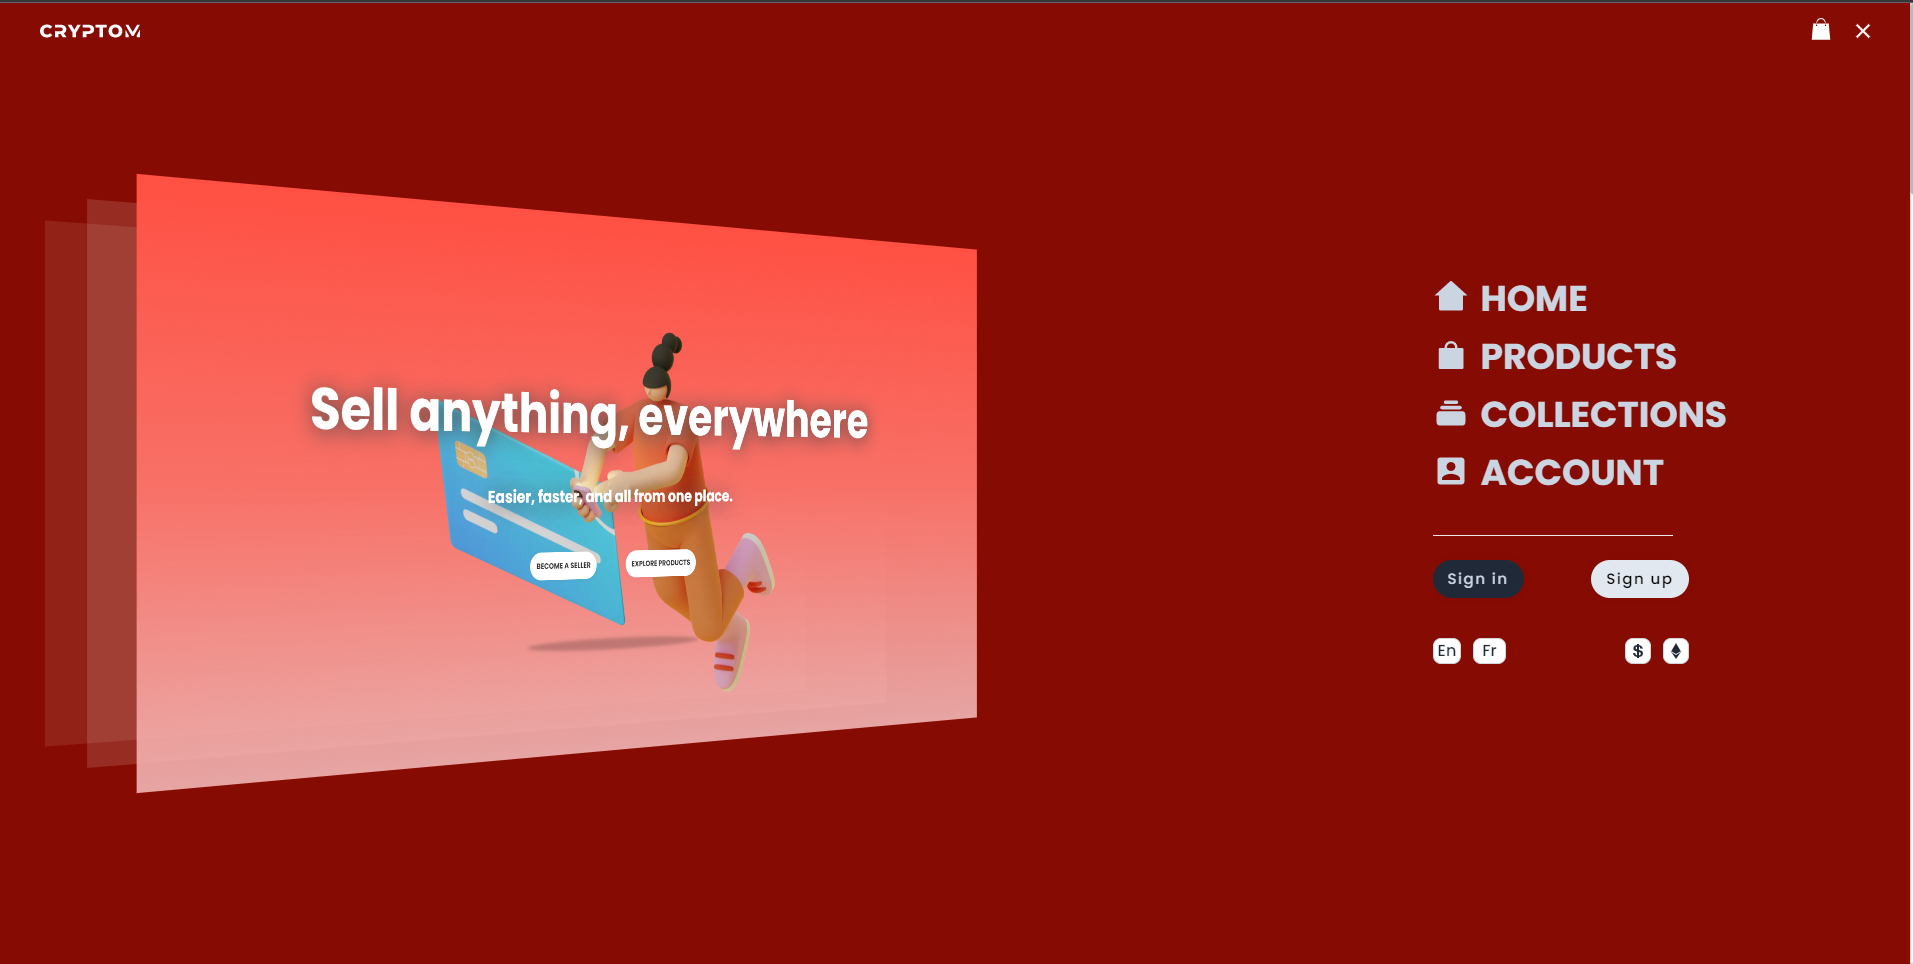 CRYPTOM
Sell anything, everywhere
Easier, faster, and all from one place.
BECOME A SELLER
EXPLORE PRODUCTS
HOME
PRODUCTS
COLLECTIONS
ACCOUNT
Sign in
Sign up
En
Fr
$